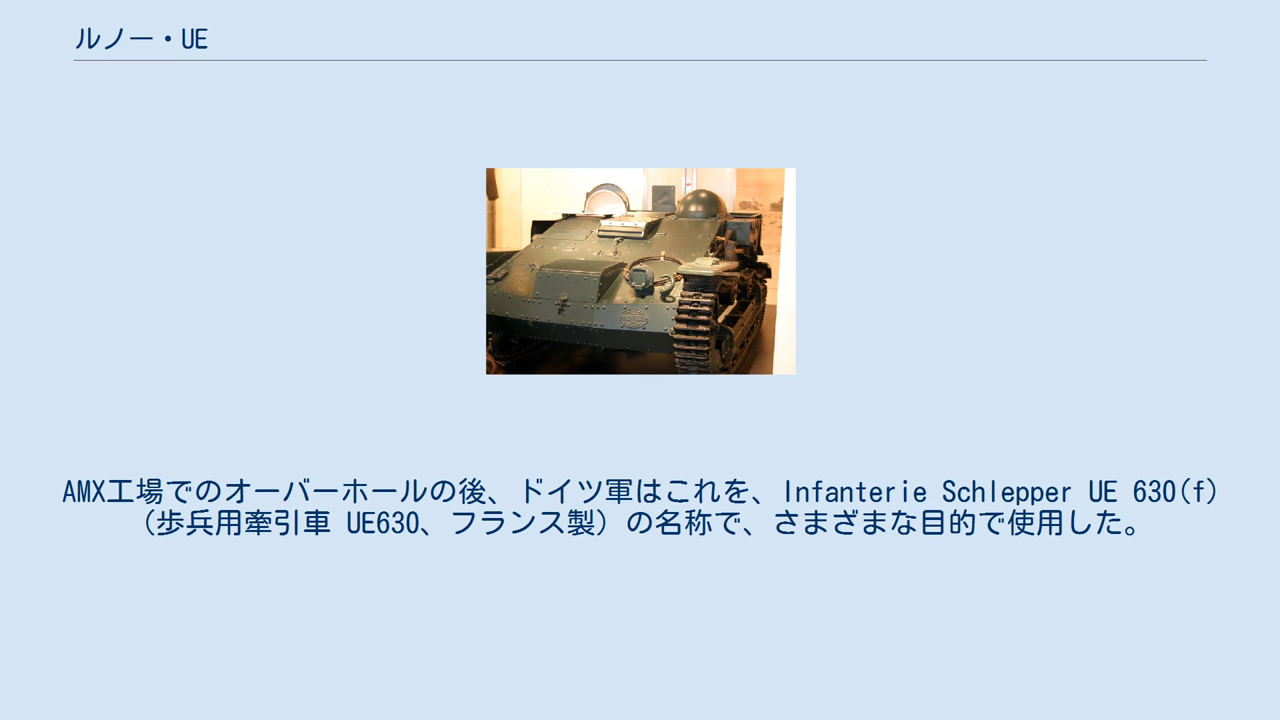 ルノー・UE
AMX工場でのオーバーホールの後、ドイツ軍はこれを、Infanterie Schlepper UE 630(f)
（歩兵用牽引車 UE630、フランス製）の名称で、さまざまな目的で使用した。